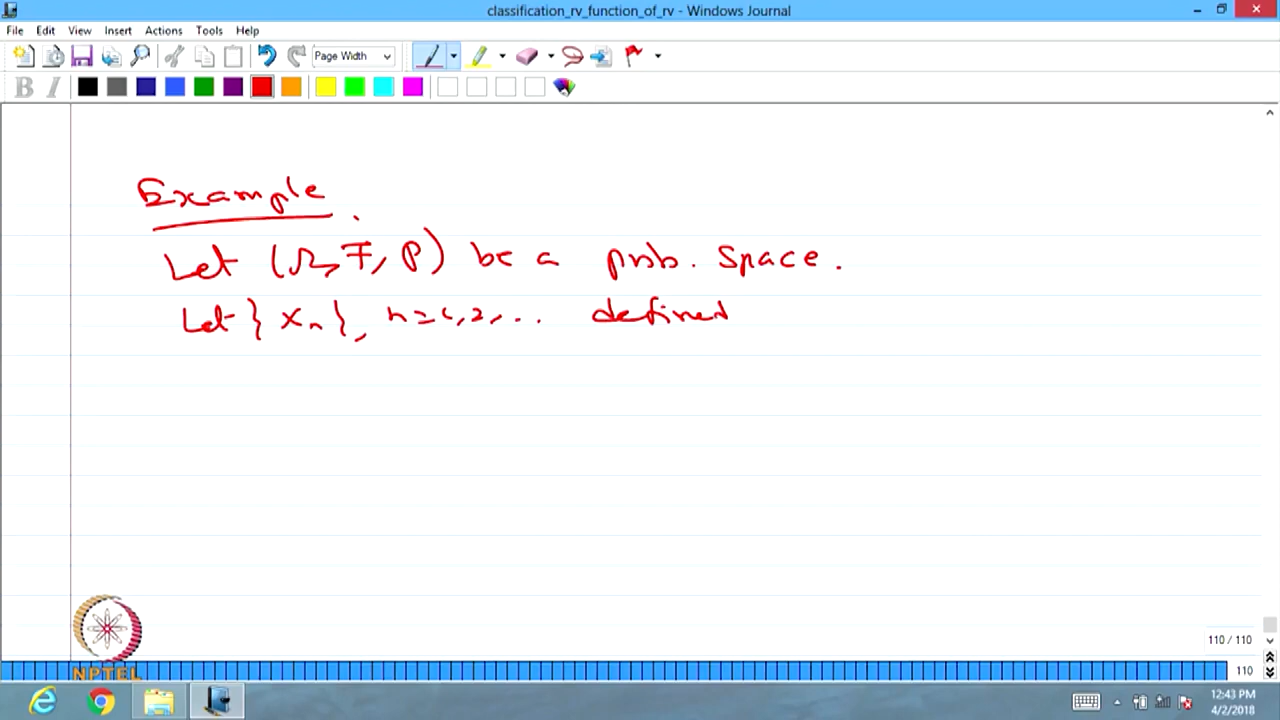 classification_rv_function_of_rv - Windows Journal
File Edit View Insert Actions Tools Help
Page Width
B I
Example.
Let (Ω, F, P) be a prob. space.
Let { Xn }, n=1,2,... defined
110 / 110
NPTEL
110
12:43 PM
4/2/2018